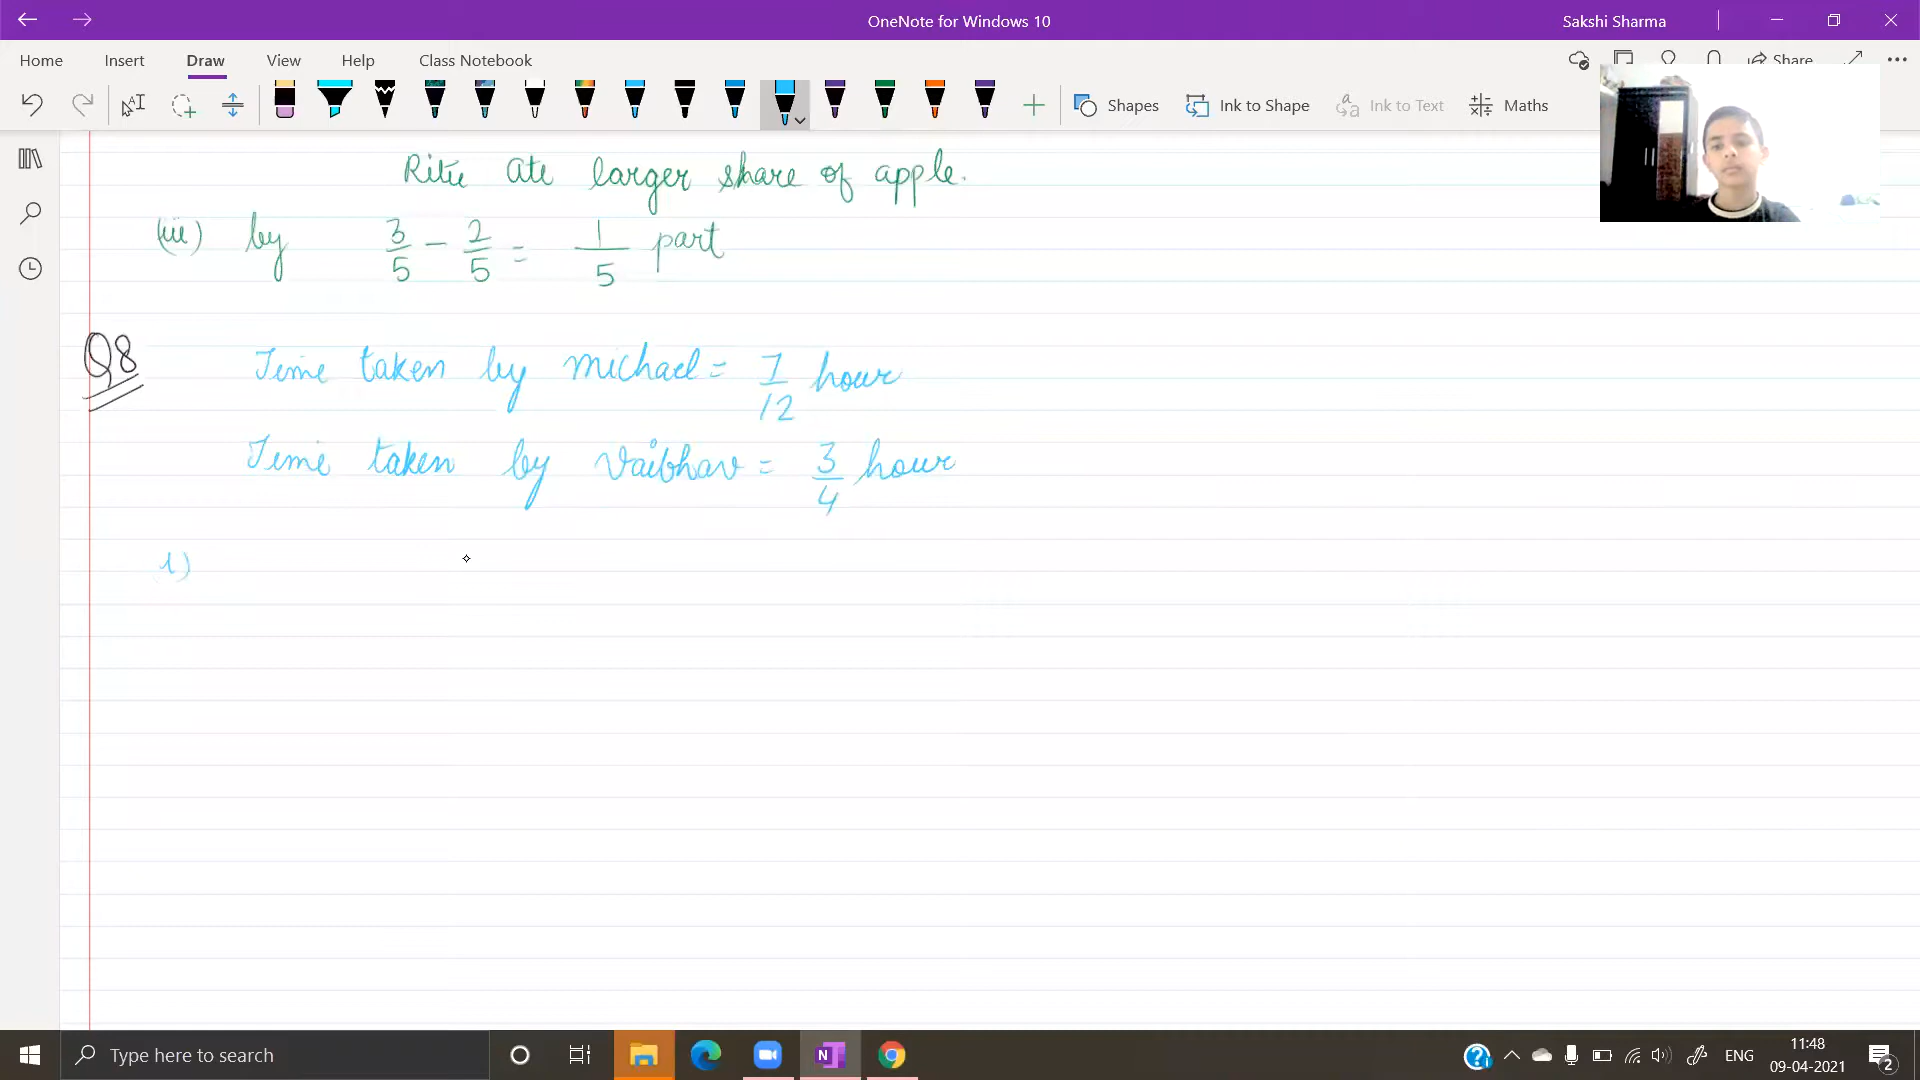 OneNote for Windows 10
Sakshi Sharma
Home Insert Draw View Help Class Notebook
Share
Shapes Ink to Shape Ink to Text Maths
Ritu ate larger share of apple.
(iii) by 3/5 - 2/5 = 1/5 part
Q8
Time taken by michael = 7/12 hour
Time taken by Vaibhav = 3/4 hour
i)
Type here to search
ENG
11:48
09-04-2021
2